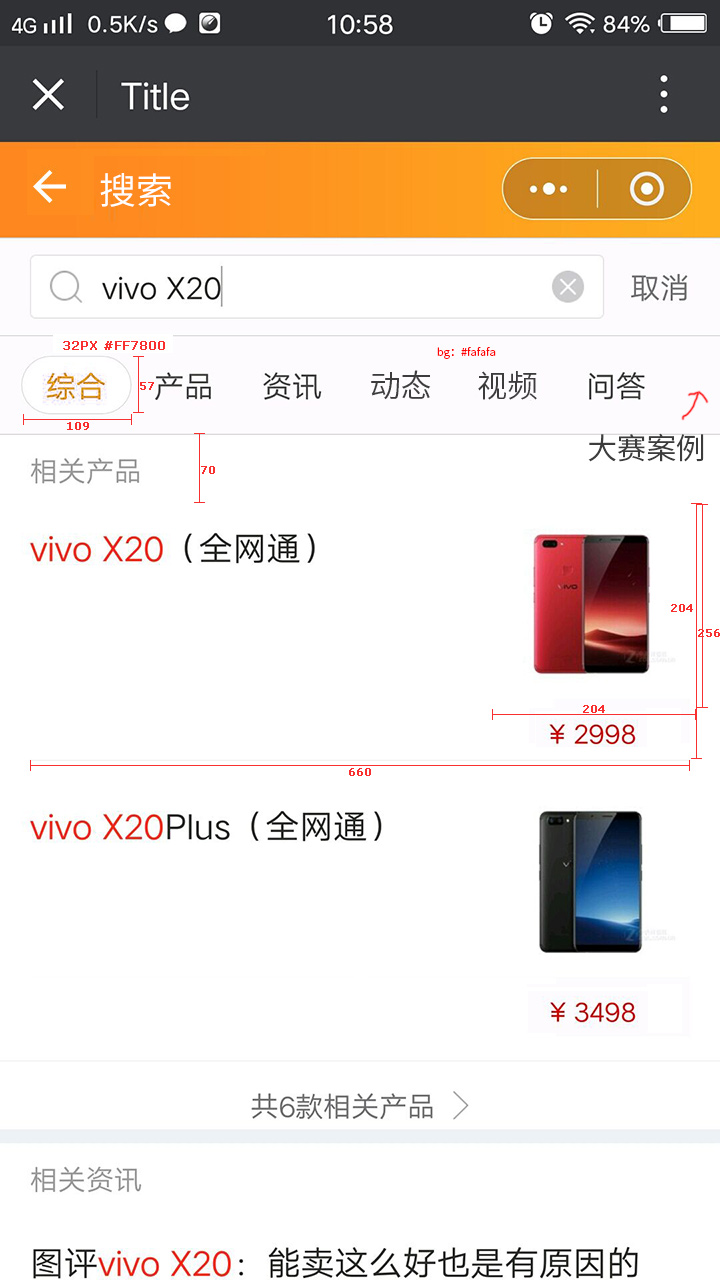 4G 0.5K/s 10:58 84%
Title
搜索
vivo X20 取消
32PX #FF7800
bg: #fafafa
综合 57 产品 资讯 动态 视频 问答
109
大赛案例
相关产品 70
vivo X20（全网通）
vivo
204
256
204
¥ 2998
660
vivo X20Plus（全网通）
¥ 3498
共6款相关产品
相关资讯
图评vivo X20：能卖这么好也是有原因的